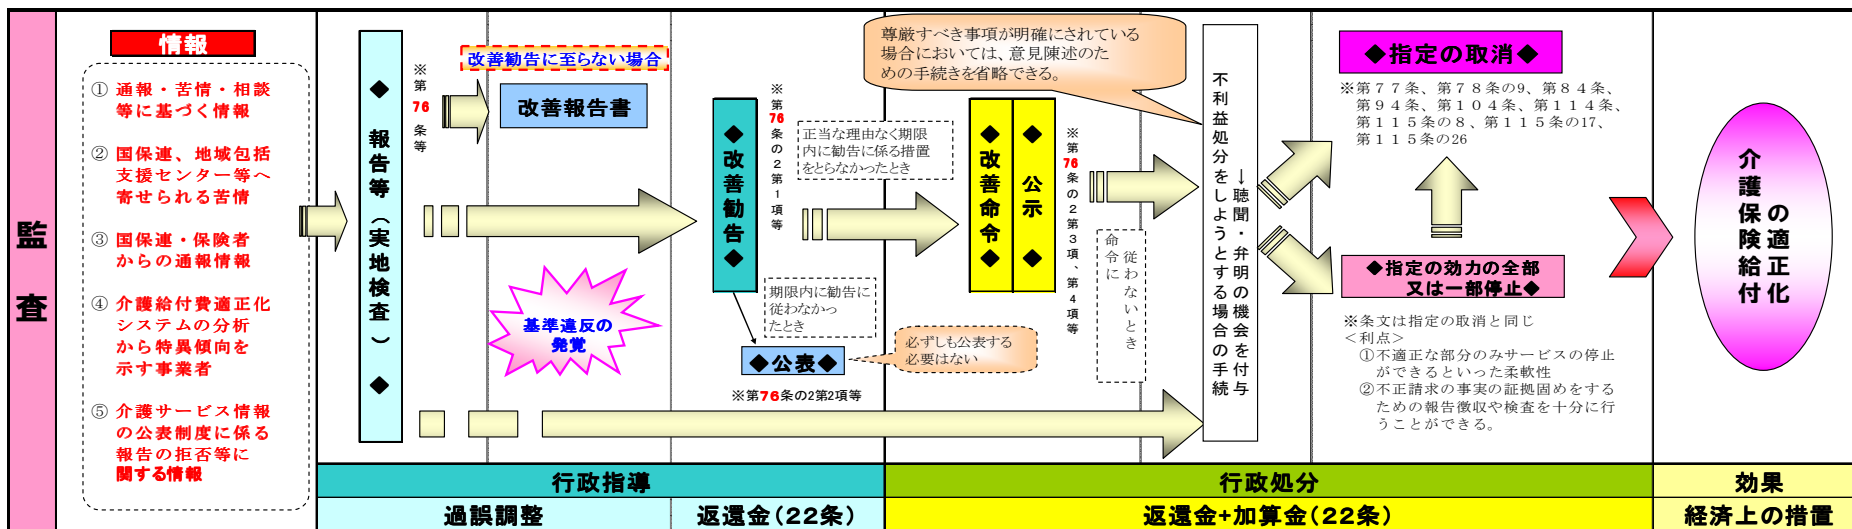 監査
情報
① 通報・苦情・相談
等に基づく情報
② 国保連、地域包括
支援センター等へ
寄せられる苦情
③ 国保連・保険者
からの通報情報
④ 介護給付費適正化
システムの分析
から特異傾向を
示す事業者
⑤ 介護サービス情報
の公表制度に係る
報告の拒否等に
関する情報
◆報告等（実地検査）◆
※第76条等
改善勧告に至らない場合
改善報告書
基準違反の
発覚
◆改善勧告◆
※第76条の2第1項等
正当な理由なく期限
内に勧告に係る措置
をとらなかったとき
期限内に勧告に
従わなかっ
たとき
◆公表◆
※第76条の2第2項等
必ずしも公表する
必要はない
◆改善命令◆
◆公示◆
※第76条の2第3項、第4項等
命令に
従わないとき
尊厳すべき事項が明確にされている
場合においては、意見陳述のた
めの手続きを省略できる。
不利益処分をしようとする場合の手続
→聴聞・弁明の機会を付与
◆指定の取消◆
※第77条、第78条の9、第84条、
第94条、第104条、第114条、
第115条の8、第115条の17、
第115条の26
◆指定の効力の全部
又は一部停止◆
※条文は指定の取消と同じ
＜利点＞
①不適正な部分のみサービスの停止
ができるといった柔軟性
②不正請求の事実の証拠固めをする
ための報告徴収や検査を十分に行
うことができる。
介護保険給付
の適正化
行政指導
行政処分
効果
過誤調整
返還金(22条)
返還金+加算金(22条)
経済上の措置